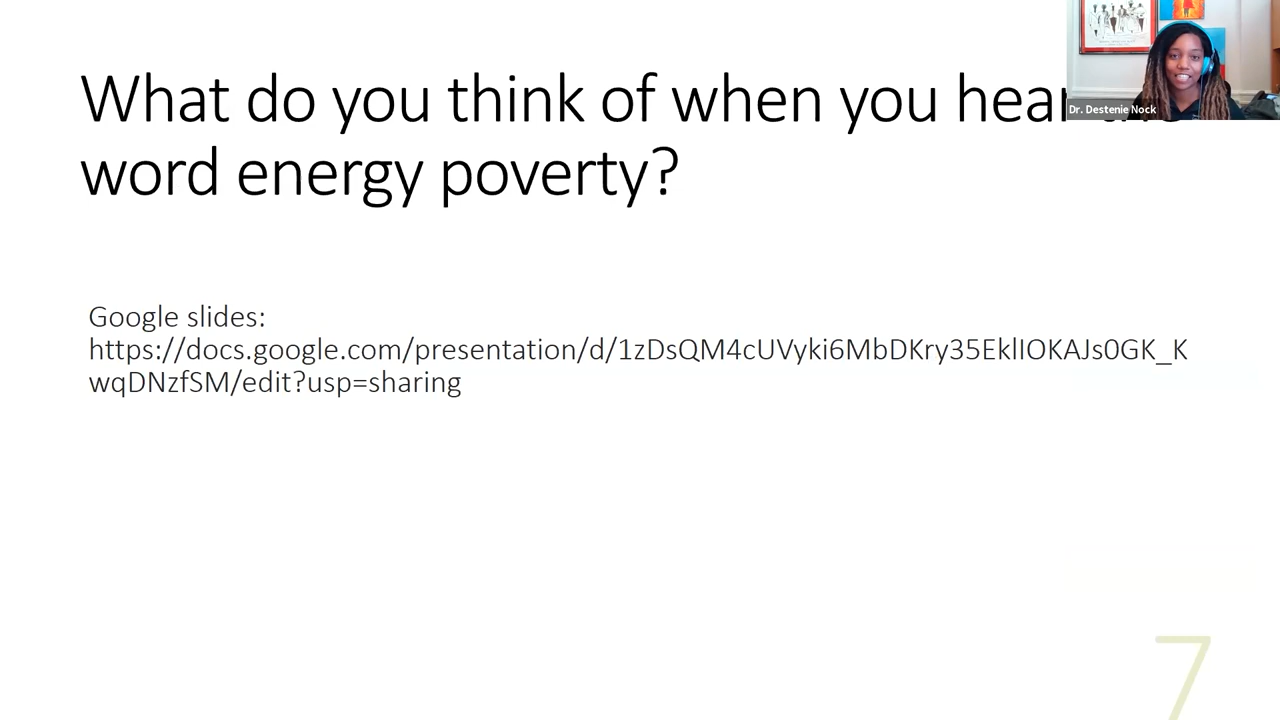 What do you think of when you hear
word energy poverty?
Dr. Destenie Nock
Google slides:
https://docs.google.com/presentation/d/1zDsQM4cUVyki6MbDKry35EklIOKAJs0GK_K
wqDNzfSM/edit?usp=sharing
7